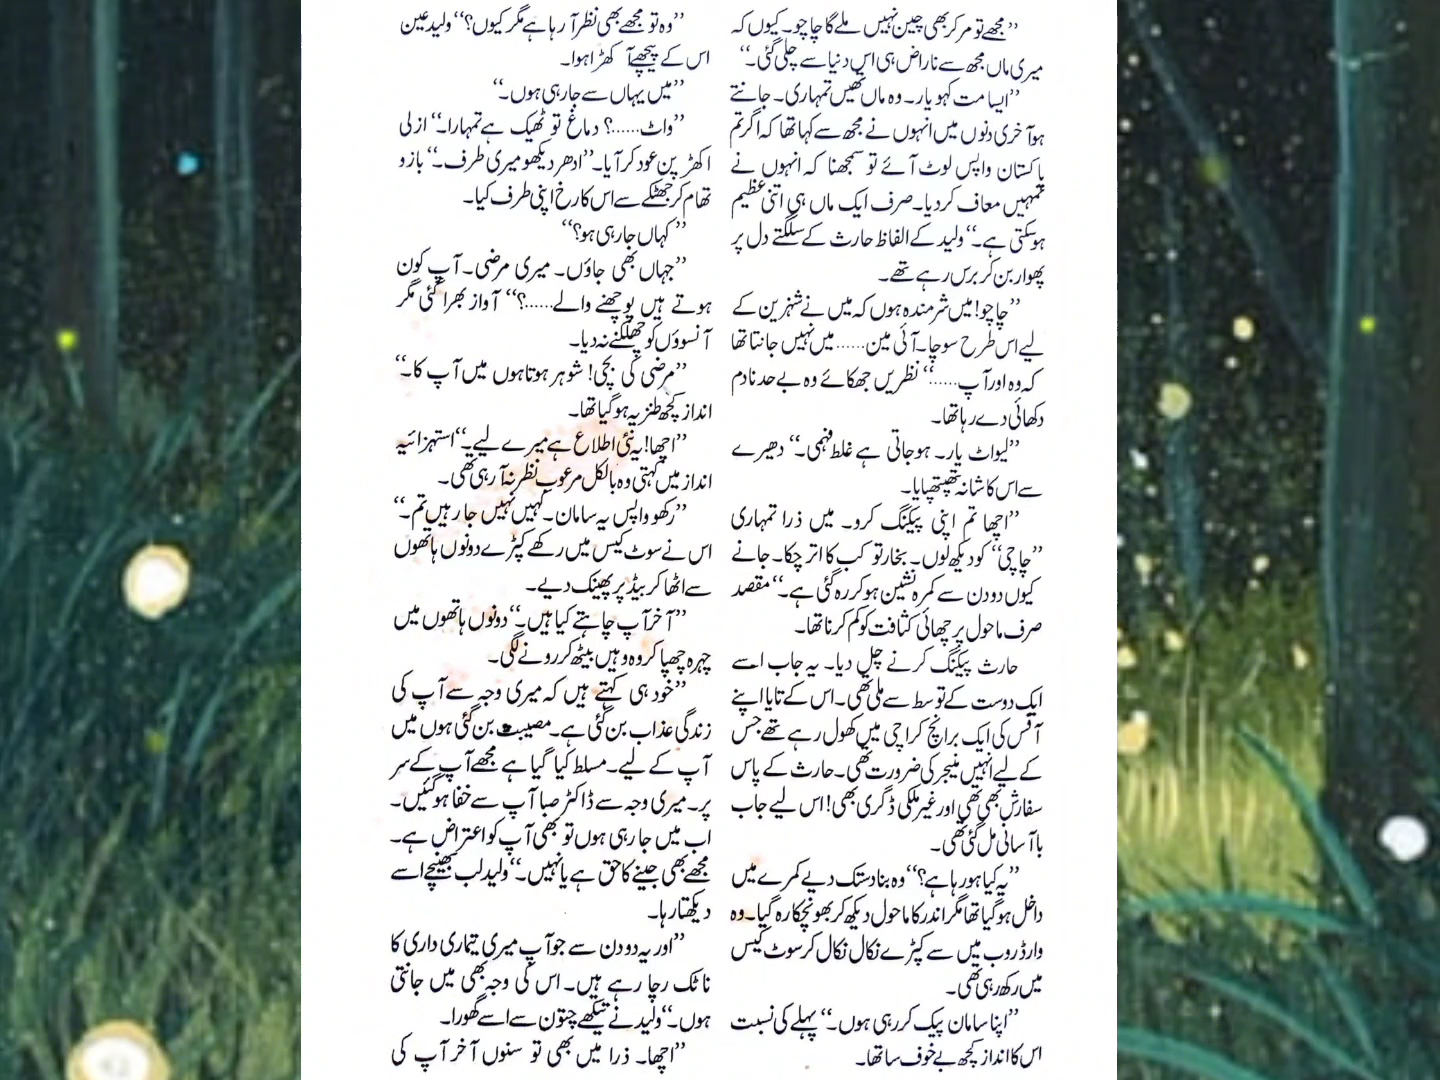 ’’مجھے تو مر کر بھی چین نہیں ملے گا چاچو۔ کیوں کہ
میری ماں مجھ سے ناراض ہی اس دنیا سے چلی گئی۔‘‘
’’ایسا مت کہو یار۔ وہ ماں تھیں تمہاری۔ جانتے
ہو آخری دنوں میں انہوں نے مجھ سے کہا تھا کہ اگر تم
پاکستان واپس لوٹ آئے تو سمجھنا کہ انہوں نے
تمہیں معاف کر دیا۔ صرف ایک ماں ہی اتنی عظیم
ہو سکتی ہے۔‘‘ ولید کے الفاظ حارث کے سلگتے دل پر
پھوار بن کر برس رہے تھے۔
’’چاچو! میں شرمندہ ہوں کہ میں نے شہرین کے
لیے اس طرح سوچا۔ آئی مین...... میں نہیں جانتا تھا
کہ وہ اور آپ......‘‘ نظریں جھکائے وہ بے حد نادم
دکھائی دے رہا تھا۔
’’لیو اٹ یار۔ ہو جاتی ہے غلط فہمی۔‘‘ دھیرے
سے اس کا شانہ تھپتھپایا۔
’’اچھا تم اپنی پیکنگ کرو۔ میں ذرا تمہاری
’’چاچی‘‘ کو دیکھ لوں۔ بخار تو کب کا اتر چکا۔ جانے
کیوں دو دن سے کمرہ نشین ہو کر رہ گئی ہے۔‘‘ مقصد
صرف ماحول پر چھائی کثافت کو کم کرنا تھا۔
حارث پیکنگ کرنے چل دیا۔ یہ جاب اسے
ایک دوست کے توسط سے ملی تھی۔ اس کے تایا اپنے
آفس کی ایک برانچ کراچی میں کھول رہے تھے جس
کے لیے انہیں منیجر کی ضرورت تھی۔ حارث کے پاس
سفارش بھی تھی اور غیر ملکی ڈگری بھی! اس لیے جاب
باآسانی مل گئی تھی۔
’’یہ کیا ہو رہا ہے؟‘‘ وہ بنا دستک دیے کمرے میں
داخل ہو گیا تھا مگر اندر کا ماحول دیکھ کر بھونچکا رہ گیا۔ وہ
وارڈ روب میں سے کپڑے نکال نکال کر سوٹ کیس
میں رکھ رہی تھی۔
’’اپنا سامان پیک کر رہی ہوں۔‘‘ پہلے کی نسبت
اس کا انداز کچھ بے خوف سا تھا۔
’’وہ تو مجھے بھی نظر آ رہا ہے مگر کیوں؟‘‘ ولید عین
اس کے پیچھے آ کھڑا ہوا۔
’’میں یہاں سے جا رہی ہوں۔‘‘
’’واٹ......؟ دماغ تو ٹھیک ہے تمہارا۔‘‘ ازلی
اکھڑ پن عود کر آیا۔ ’’ادھر دیکھو میری طرف۔‘‘ بازو
تھام کر جھٹکے سے اس کا رخ اپنی طرف کیا۔
’’کہاں جا رہی ہو؟‘‘
’’جہاں بھی جاؤں۔ میری مرضی۔ آپ کون
ہوتے ہیں پوچھنے والے......؟‘‘ آواز بھرا گئی مگر
آنسوؤں کو چھلکنے نہ دیا۔
’’مرضی کی بچی! شوہر ہوتا ہوں میں آپ کا۔‘‘
انداز کچھ طنزیہ ہو گیا تھا۔
’’اچھا! یہ نئی اطلاع ہے میرے لیے۔‘‘ استہزائیہ
انداز میں کہتی وہ بالکل مرعوب نظر نہ آ رہی تھی۔
’’رکھو واپس یہ سامان۔ کہیں نہیں جا رہیں تم۔‘‘
اس نے سوٹ کیس میں رکھے کپڑے دونوں ہاتھوں
سے اٹھا کر بیڈ پر پھینک دیے۔
’’آخر آپ چاہتے کیا ہیں۔‘‘ دونوں ہاتھوں میں
چہرہ چھپا کر وہ وہیں بیٹھ کر رونے لگی۔
’’خود ہی کہتے ہیں کہ میری وجہ سے آپ کی
زندگی عذاب بن گئی ہے۔ مصیبت بن گئی ہوں میں
آپ کے لیے۔ مسلط کیا گیا ہے مجھے آپ کے سر
پر۔ میری وجہ سے ڈاکٹر صبا آپ سے خفا ہو گئیں۔
اب میں جا رہی ہوں تو بھی آپ کو اعتراض ہے۔
مجھے بھی جینے کا حق ہے یا نہیں۔‘‘ ولید لب بھینچے اسے
دیکھتا رہا۔
’’اور یہ دو دن سے جو آپ میری تیماری داری کا
ناٹک رچا رہے ہیں۔ اس کی وجہ بھی میں جانتی
ہوں۔‘‘ ولید نے تیکھے چتون سے اسے گھورا۔
’’اچھا۔ ذرا میں بھی تو سنوں آخر آپ کی